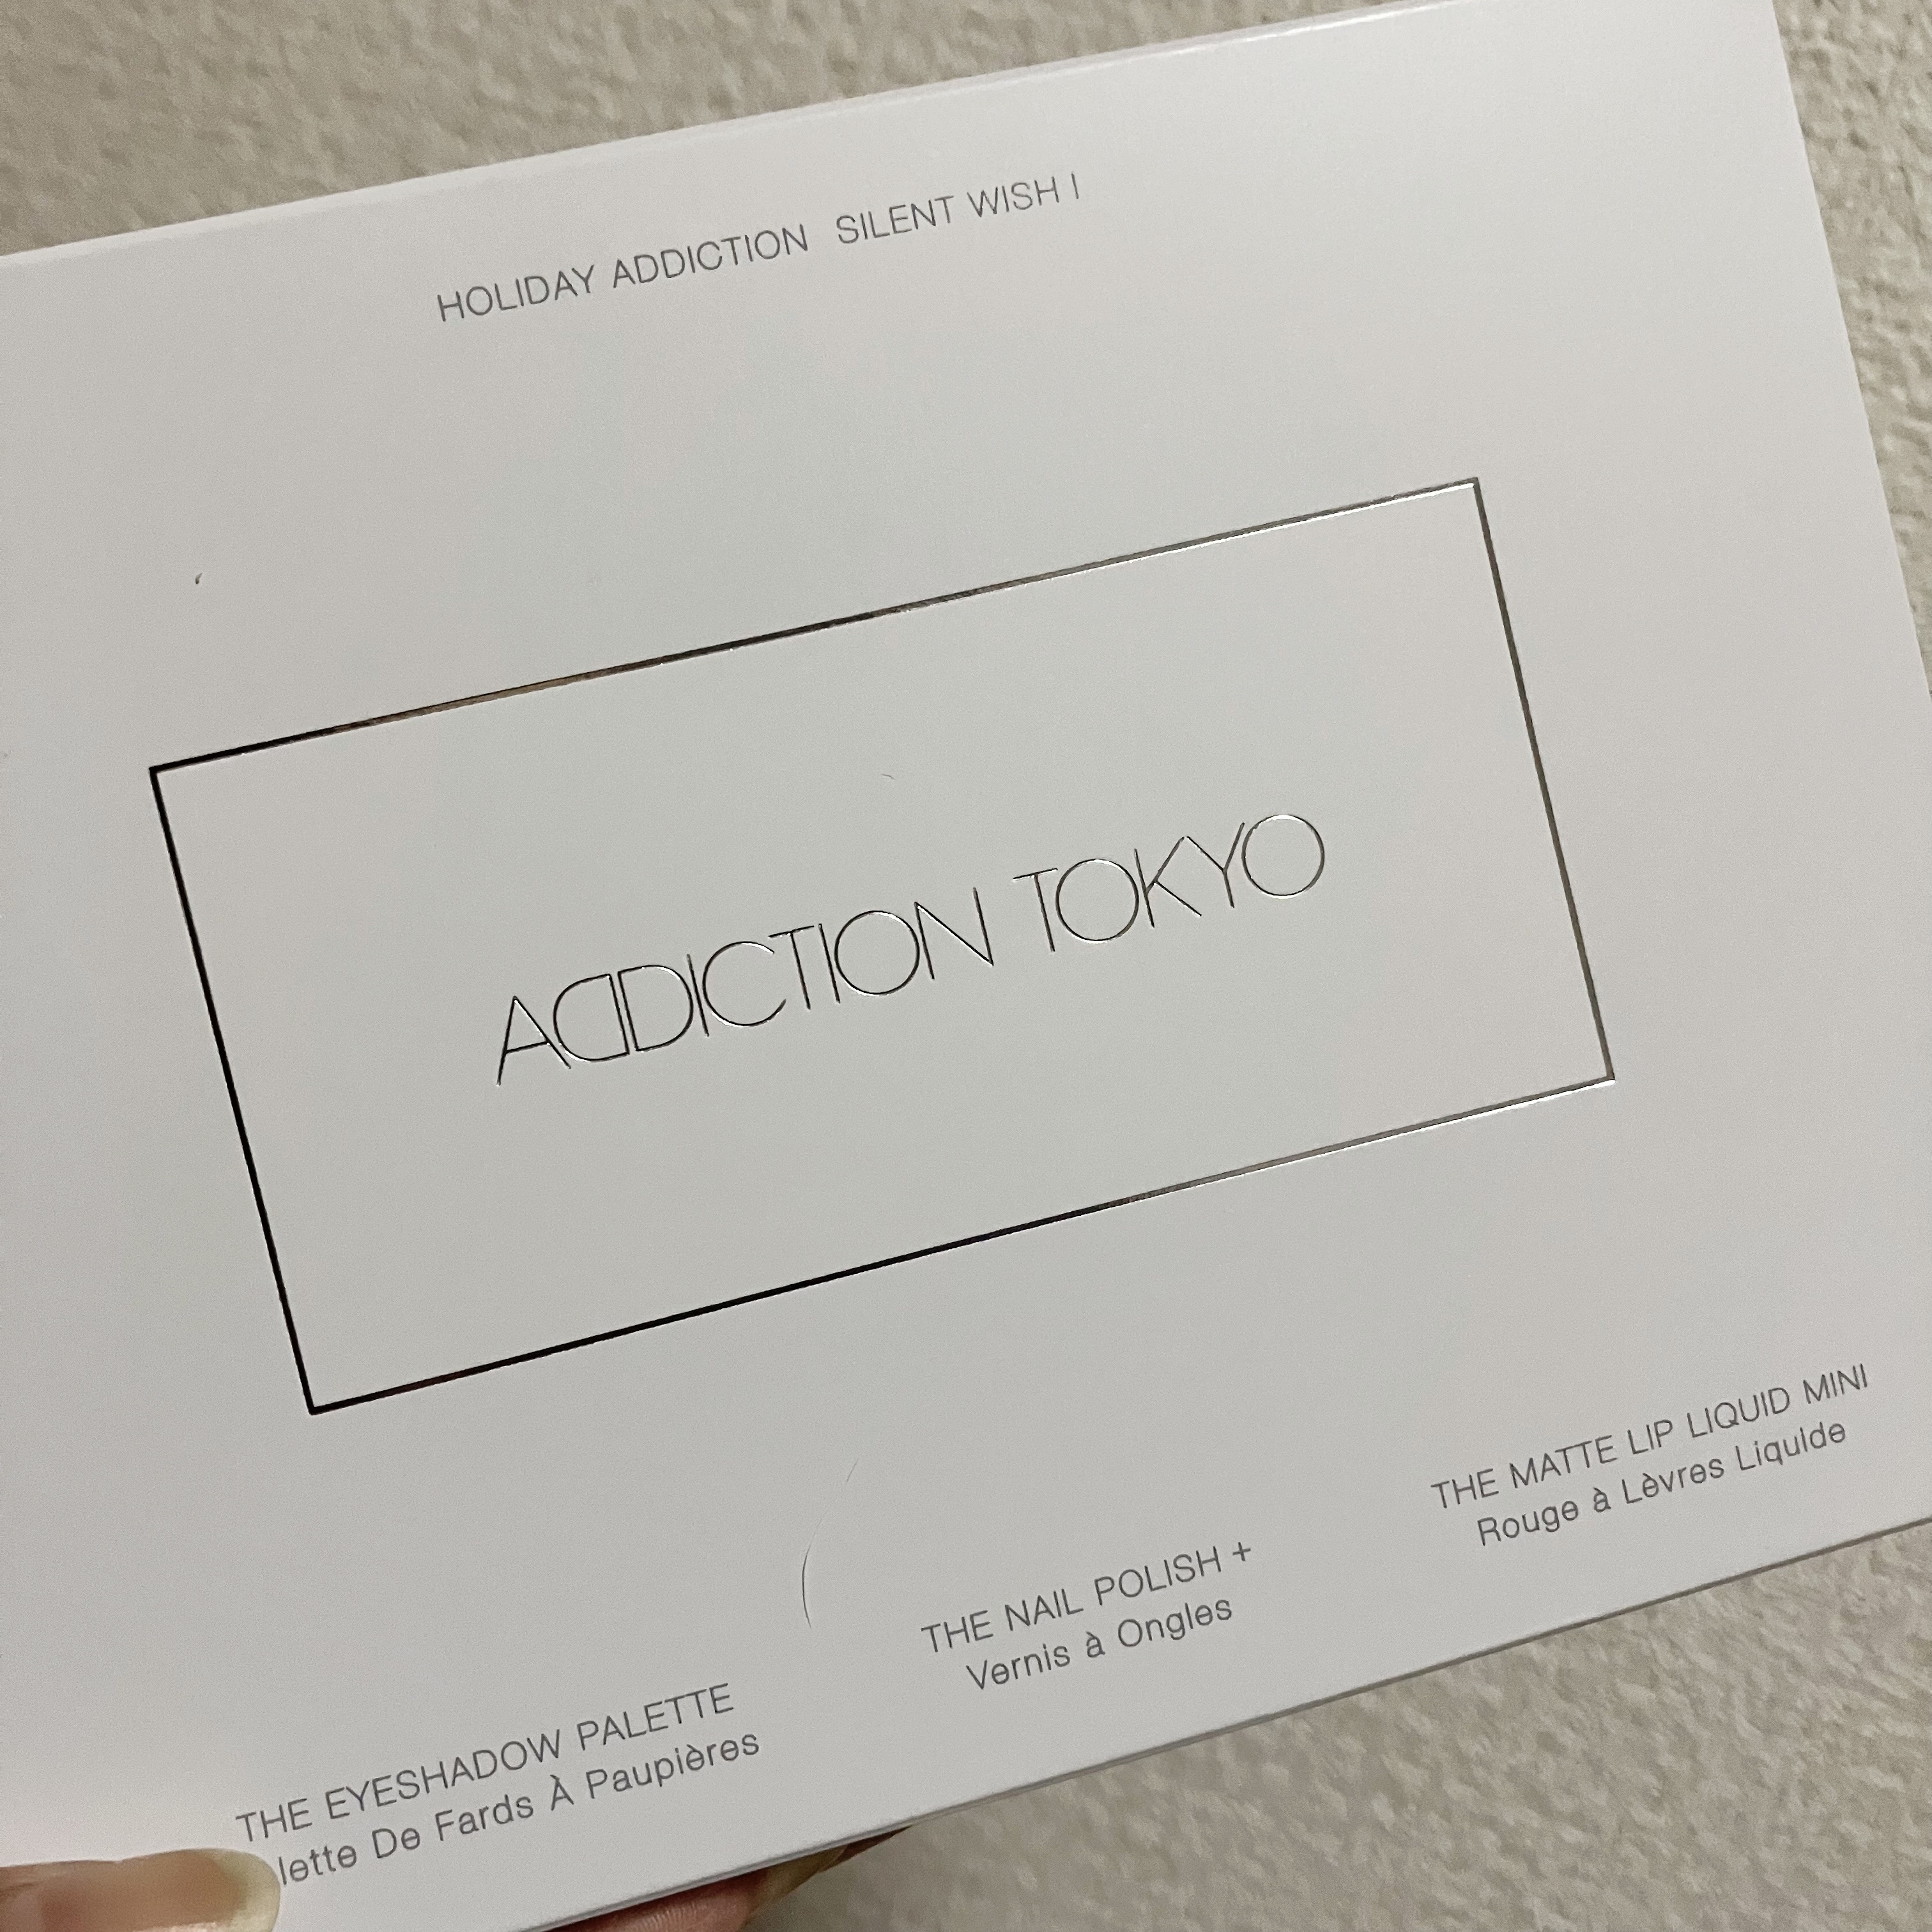 HOLIDAY ADDICTION SILENT WISH I
ADDICTION TOKYO
THE EYESHADOW PALETTE
lette De Fards À Paupières
THE NAIL POLISH +
Vernis à Ongles
THE MATTE LIP LIQUID MINI
Rouge à Lèvres Liquide